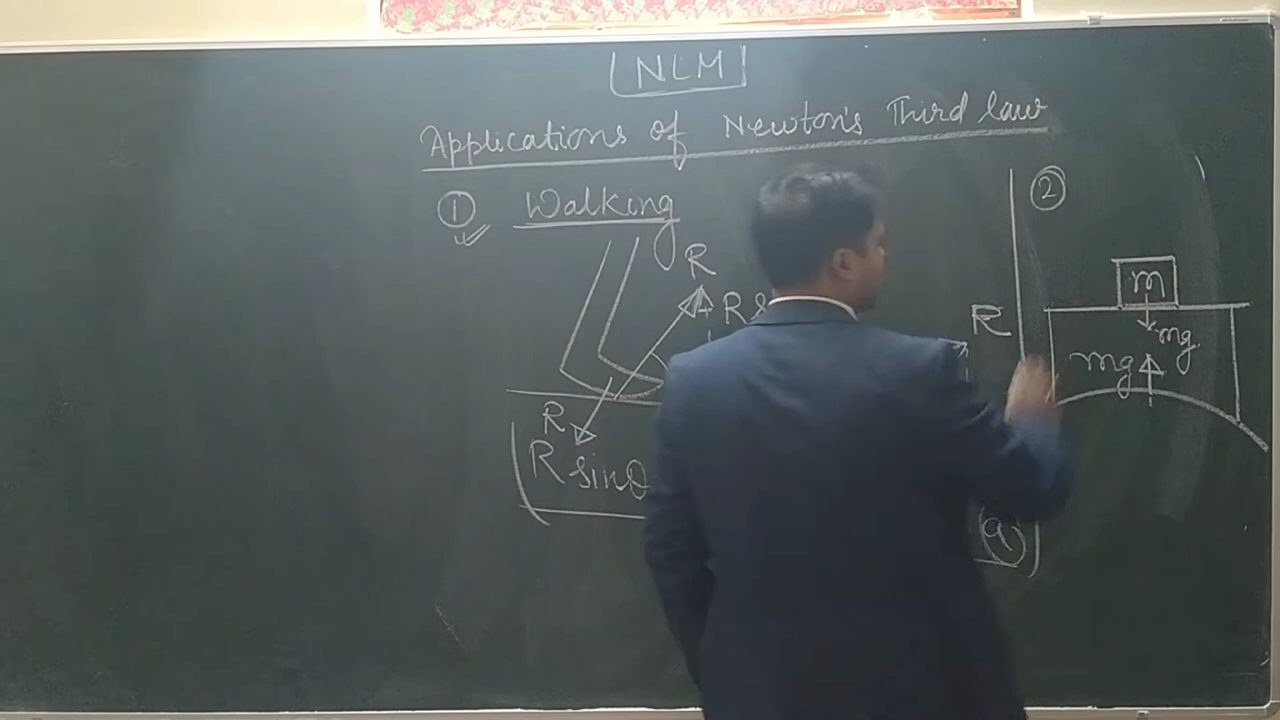 NLM
Applications of Newton's Third law
① Walking
R
R
R
R sinθ
②
m
mg
mg
R